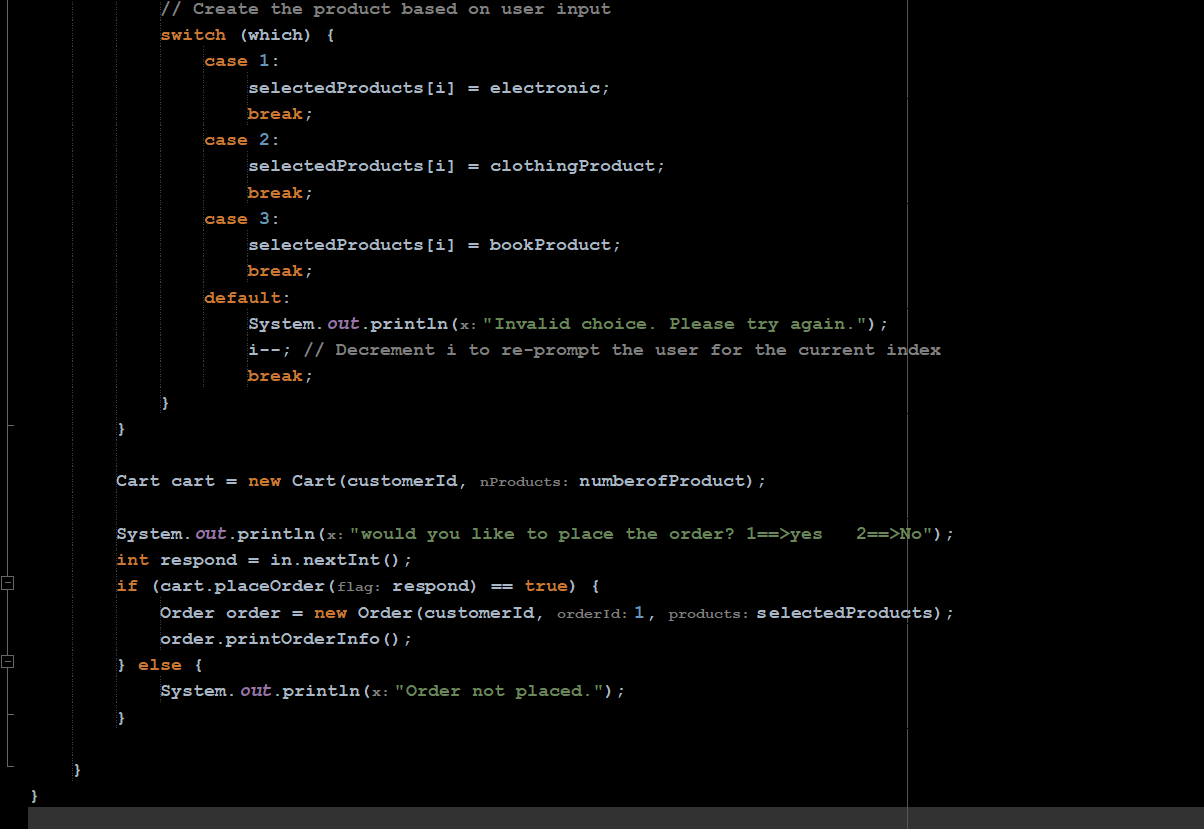 // Create the product based on user input
switch (which) {
case 1:
selectedProducts[i] = electronic;
break;
case 2:
selectedProducts[i] = clothingProduct;
break;
case 3:
selectedProducts[i] = bookProduct;
break;
default:
System.out.println(x: "Invalid choice. Please try again.");
i--; // Decrement i to re-prompt the user for the current index
break;
}
}
Cart cart = new Cart(customerId, nProducts: numberofProduct);
System.out.println(x: "would you like to place the order? 1==>yes   2==>No");
int respond = in.nextInt();
if (cart.placeOrder(flag: respond) == true) {
Order order = new Order(customerId, orderId: 1, products: selectedProducts);
order.printOrderInfo();
} else {
System.out.println(x: "Order not placed.");
}
}
}